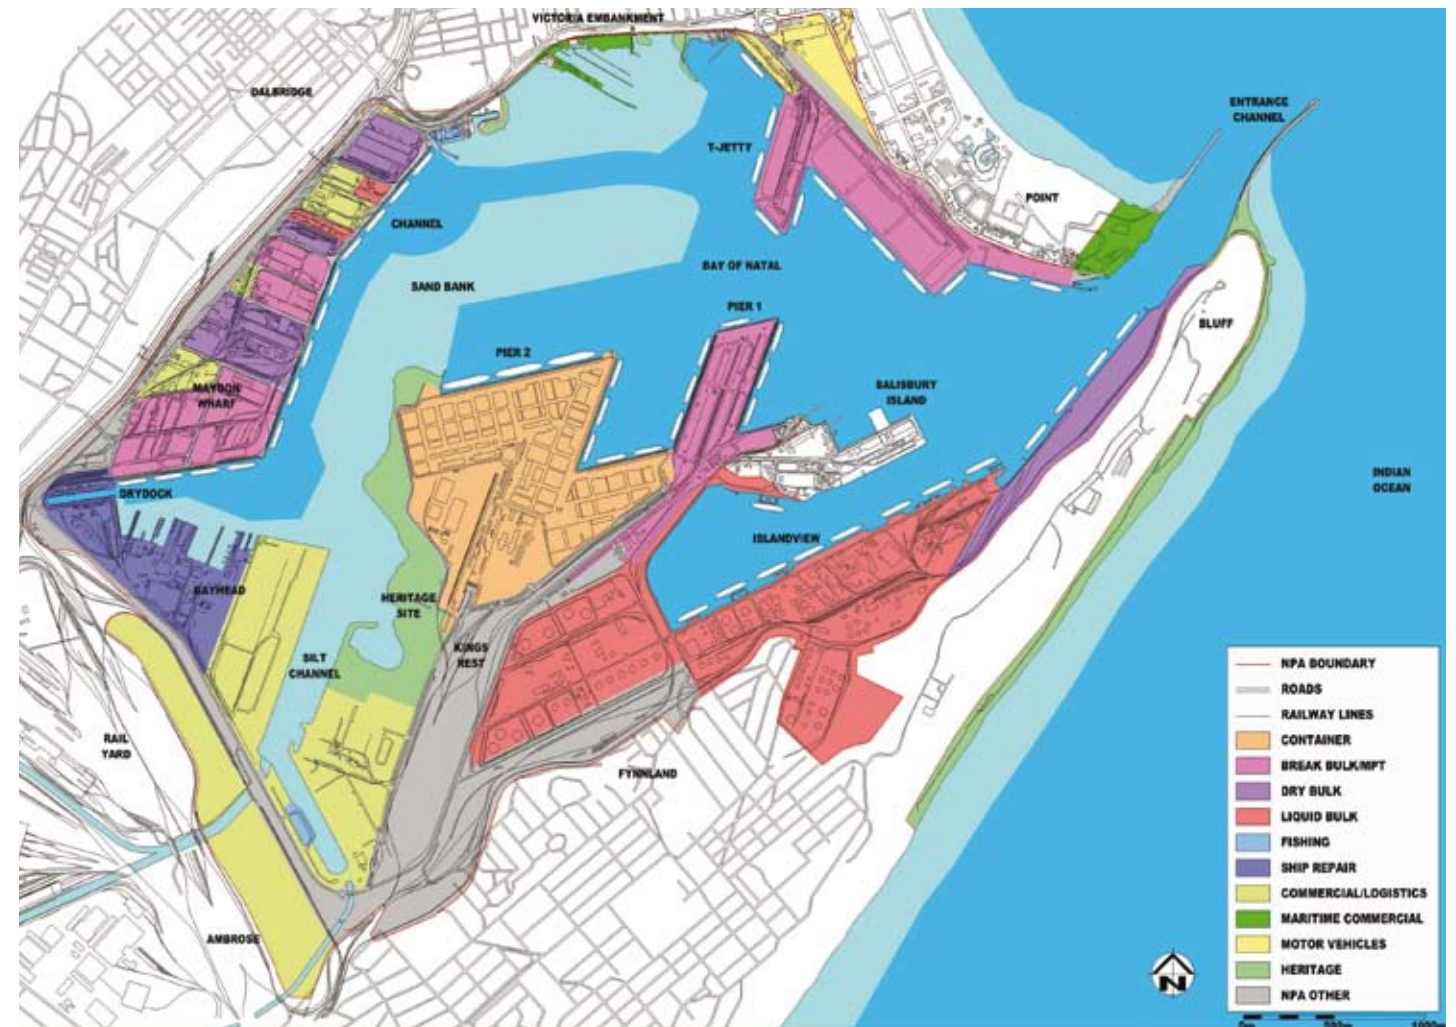 VICTORIA EMBANKMENT
DALBRIDGE
ENTRANCE
CHANNEL
T-JETTY
POINT
CHANNEL
BAY OF NATAL
SAND BANK
PIER 1
BLUFF
PIER 2
SALISBURY
ISLAND
MAYDON
WHARF
INDIAN
OCEAN
DRYDOCK
ISLANDVIEW
BAYHEAD
HERITAGE
SITE
KINGS
REST
SILT
CHANNEL
RAIL
YARD
FYNNLAND
AMBROSE
NPA BOUNDARY
ROADS
RAILWAY LINES
CONTAINER
BREAK BULK/MPT
DRY BULK
LIQUID BULK
FISHING
SHIP REPAIR
COMMERCIAL/LOGISTICS
MARITIME COMMERCIAL
MOTOR VEHICLES
HERITAGE
NPA OTHER
N